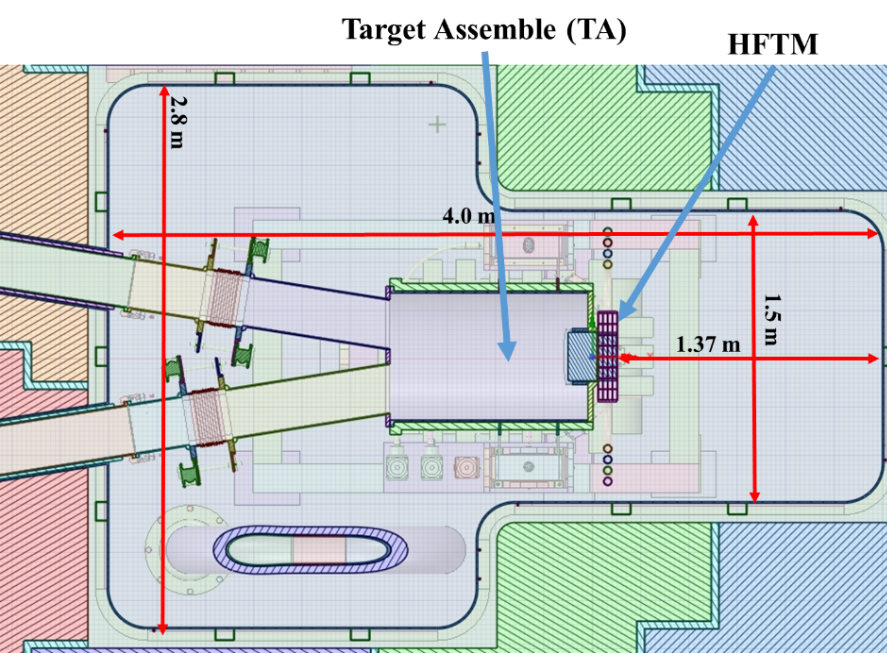 Target Assemble (TA)
HFTM
2.8 m
4.0 m
1.5 m
1.37 m